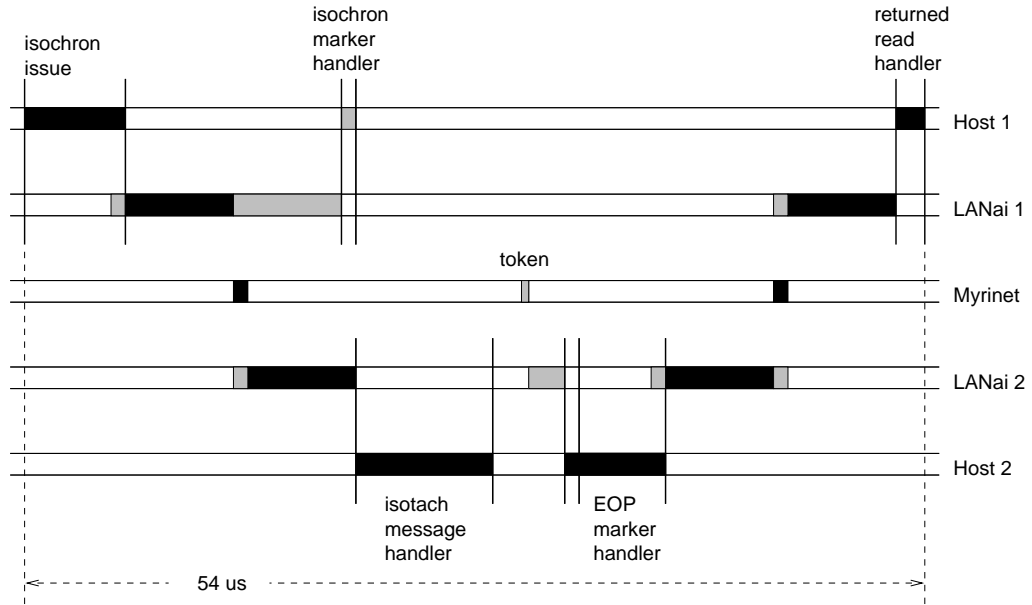 isochron
issue
isochron
marker
handler
returned
read
handler
Host 1
LANai 1
token
Myrinet
LANai 2
Host 2
isotach
message
handler
EOP
marker
handler
54 us